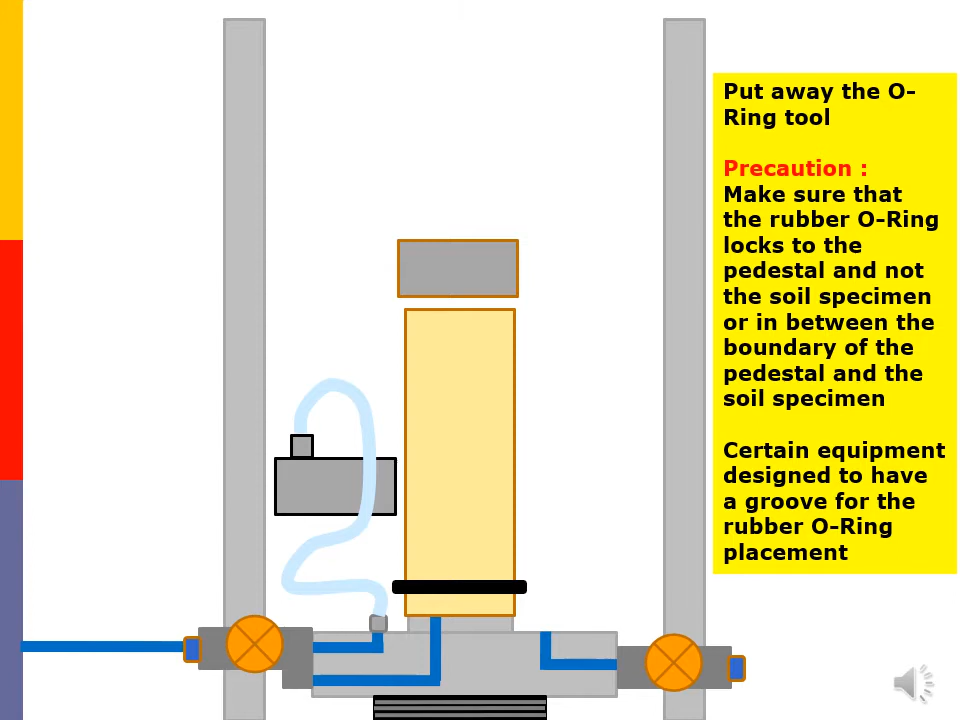 Put away the O-
Ring tool
Precaution :
Make sure that
the rubber O-Ring
locks to the
pedestal and not
the soil specimen
or in between the
boundary of the
pedestal and the
soil specimen
Certain equipment
designed to have
a groove for the
rubber O-Ring
placement